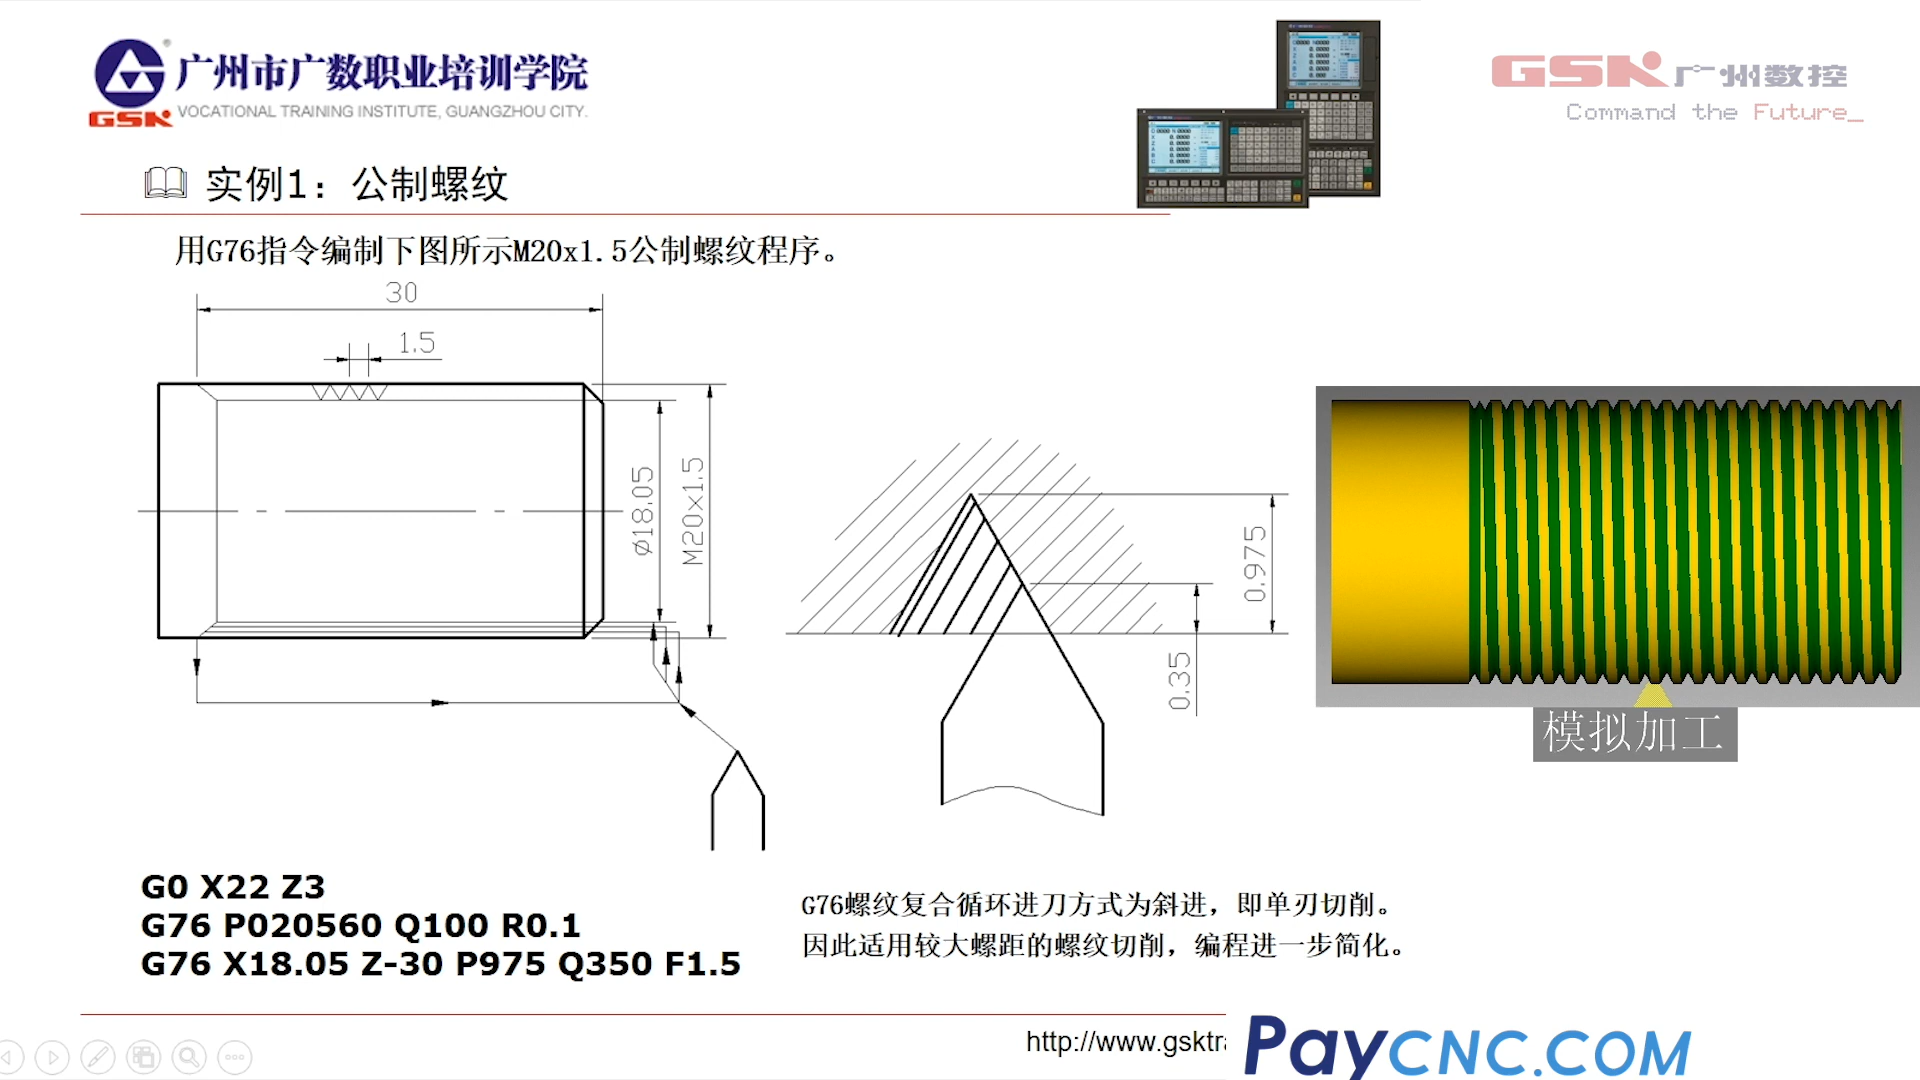 广州市广数职业培训学院
GSK
VOCATIONAL TRAINING INSTITUTE, GUANGZHOU CITY.
GSK广州数控
Command the Future_
实例1：公制螺纹
用G76指令编制下图所示M20x1.5公制螺纹程序。
30
1.5
ø18.05
M20x1.5
0.975
0.35
模拟加工
G0 X22 Z3
G76 P020560 Q100 R0.1
G76 X18.05 Z-30 P975 Q350 F1.5
G76螺纹复合循环进刀方式为斜进，即单刃切削。
因此适用较大螺距的螺纹切削，编程进一步简化。
http://www.gsktra
PayCNC.COM